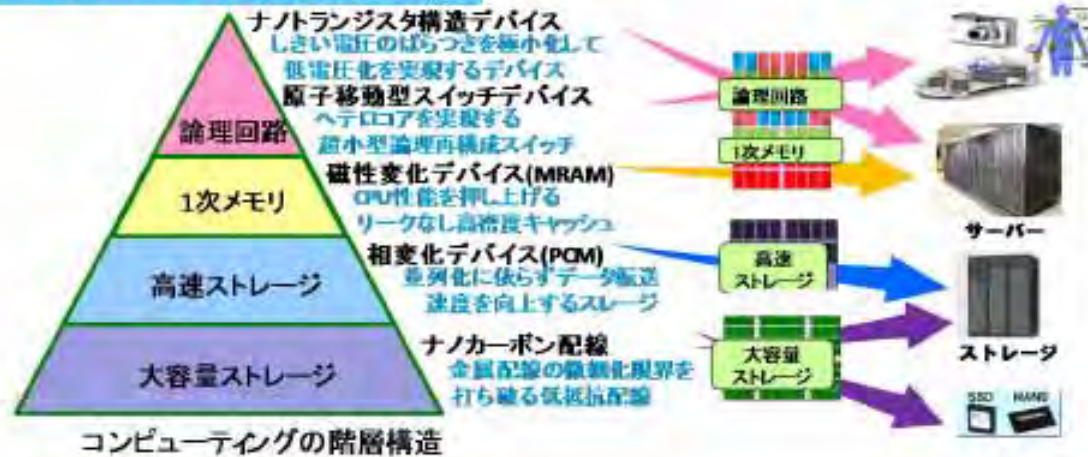 ナノトランジスタ構造デバイス
しきい電圧のばらつきを極小化して
低電圧化を実現するデバイス
原子移動型スイッチデバイス
ヘテロコアを実現する
超小型論理再構成スイッチ
磁性変化デバイス(MRAM)
CPU性能を押し上げる
リークなし高密度キャッシュ
相変化デバイス(PCM)
並列化に依らずデータ転送
速度を向上するスレージ
ナノカーボン配線
金属配線の微細化限界を
打ち破る低抵抗配線
論理回路
1次メモリ
高速ストレージ
大容量ストレージ
コンピューティングの階層構造
論理回路
1次メモリ
高速
ストレージ
大容量
ストレージ
サーバー
ストレージ
SSD NAND